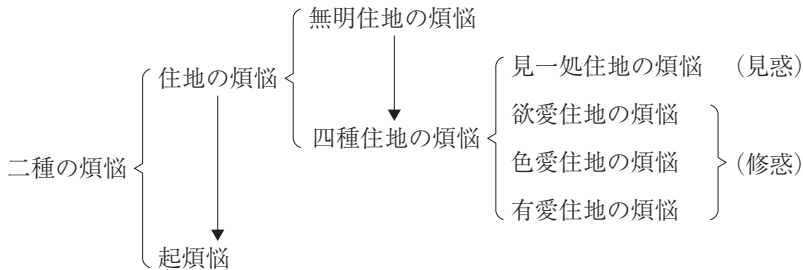 無明住地の煩悩
住地の煩悩
見一処住地の煩悩 （見惑）
欲愛住地の煩悩
四種住地の煩悩
二種の煩悩
色愛住地の煩悩 （修惑）
有愛住地の煩悩
起煩悩